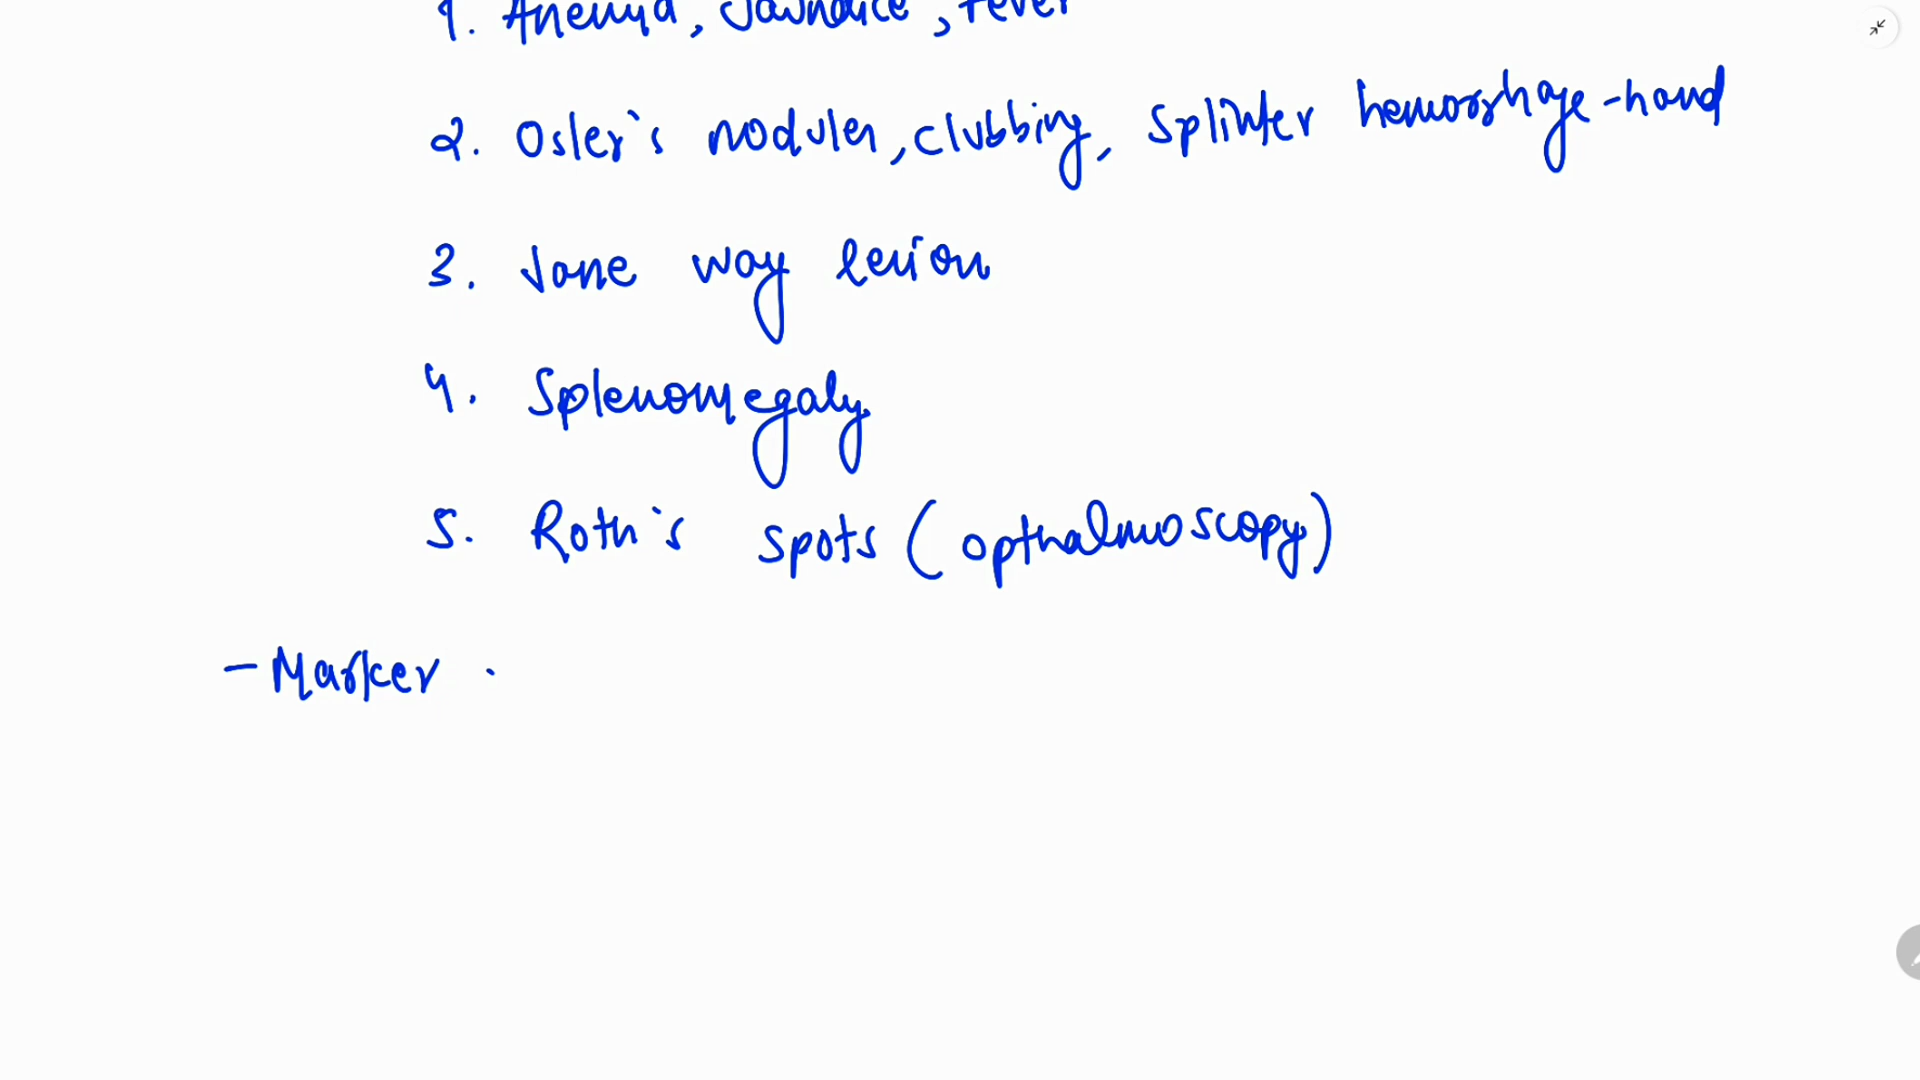 1. Anemia, Jaundice, Fever
2. Osler's nodules, clubbing, Splinter hemorrhage-hand
3. Jane way lesion
4. Splenomegaly
5. Roth's spots (opthalmoscopy)
- Marker .